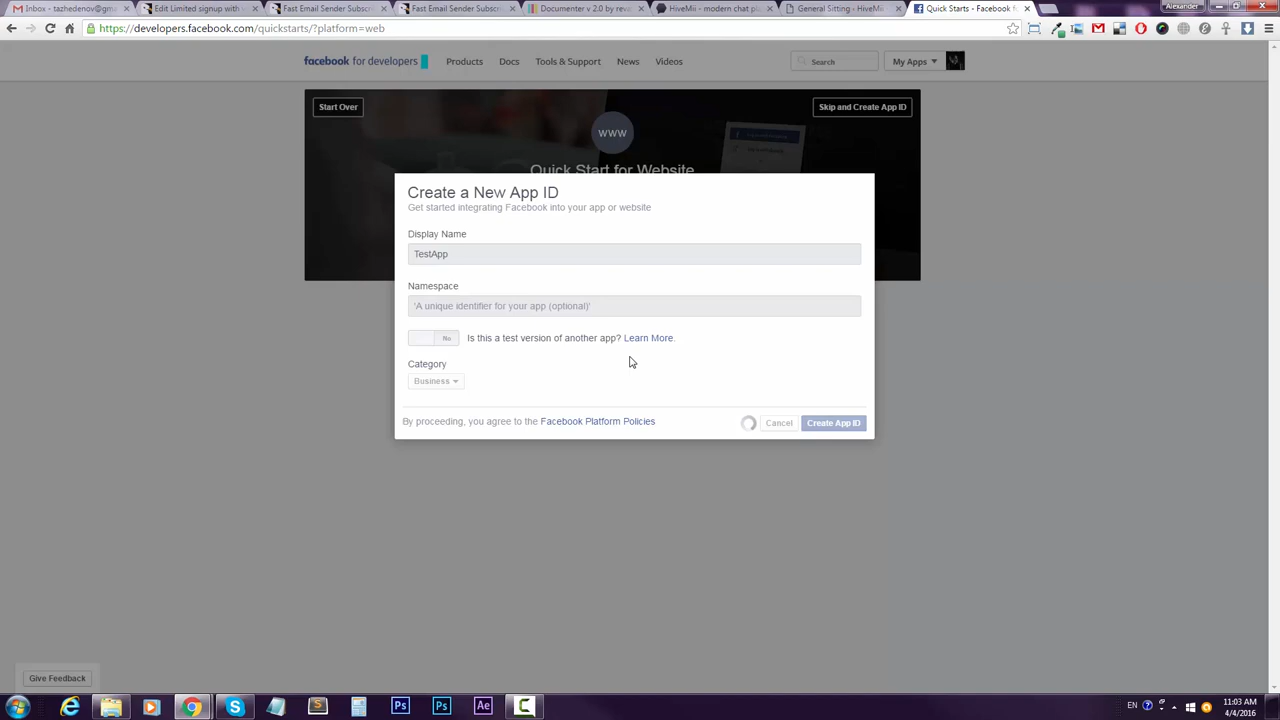 Inbox - tazhedenov@gm
Edit Limited signup with
Fast Email Sender Subscri
Fast Email Sender Subscri
Documenter v 2.0 by rev
HiveMii - modern chat pl
General Sitting - HiveMii
Quick Starts - Facebook f
Alexander
https://developers.facebook.com/quickstarts/?platform=web
facebook for developers
Products
Docs
Tools & Support
News
Videos
Search
My Apps
Start Over
Skip and Create App ID
WWW
Quick Start for Website
Create a New App ID
Get started integrating Facebook into your app or website
Display Name
TestApp
Namespace
'A unique identifier for your app (optional)'
No
Is this a test version of another app? Learn More.
Category
Business
By proceeding, you agree to the Facebook Platform Policies
Cancel
Create App ID
Give Feedback
EN
11:03 AM
4/4/2016